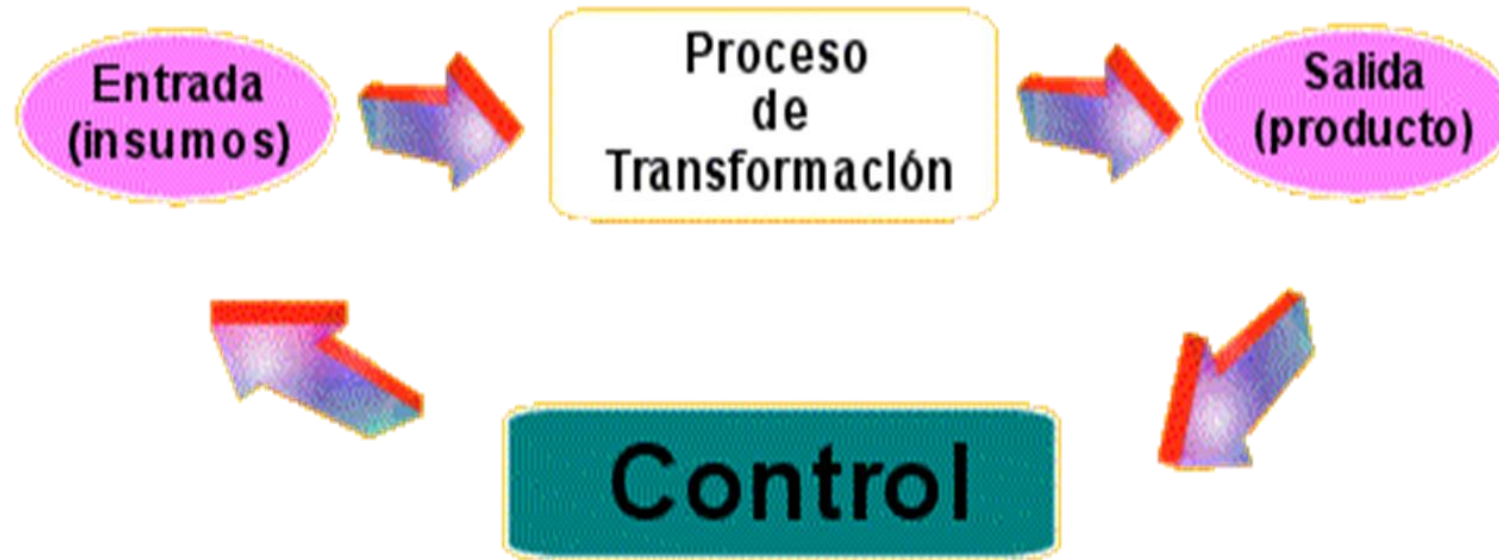 Entrada
(insumos)
Proceso
de
Transformación
Salida
(producto)
Control